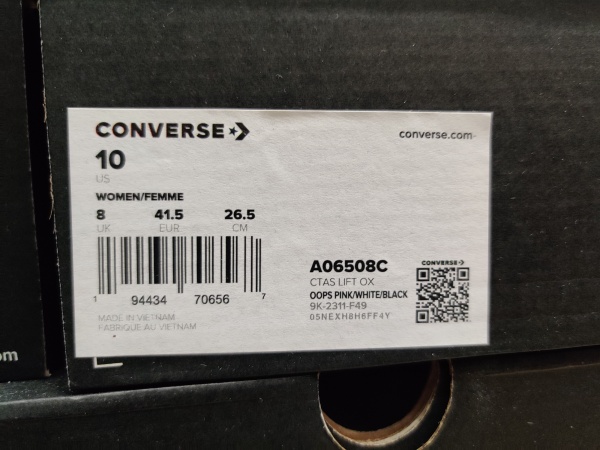 CONVERSE
converse.com
10
US
WOMEN/FEMME
8 41.5 26.5
UK EUR CM
1 94434 70656 7
MADE IN VIETNAM
FABRIQUE AU VIETNAM
A06508C
CTAS LIFT OX
OOPS PINK/WHITE/BLACK
9K-2311-F49
05NEXH8H6FF4Y
CONVERSE
om